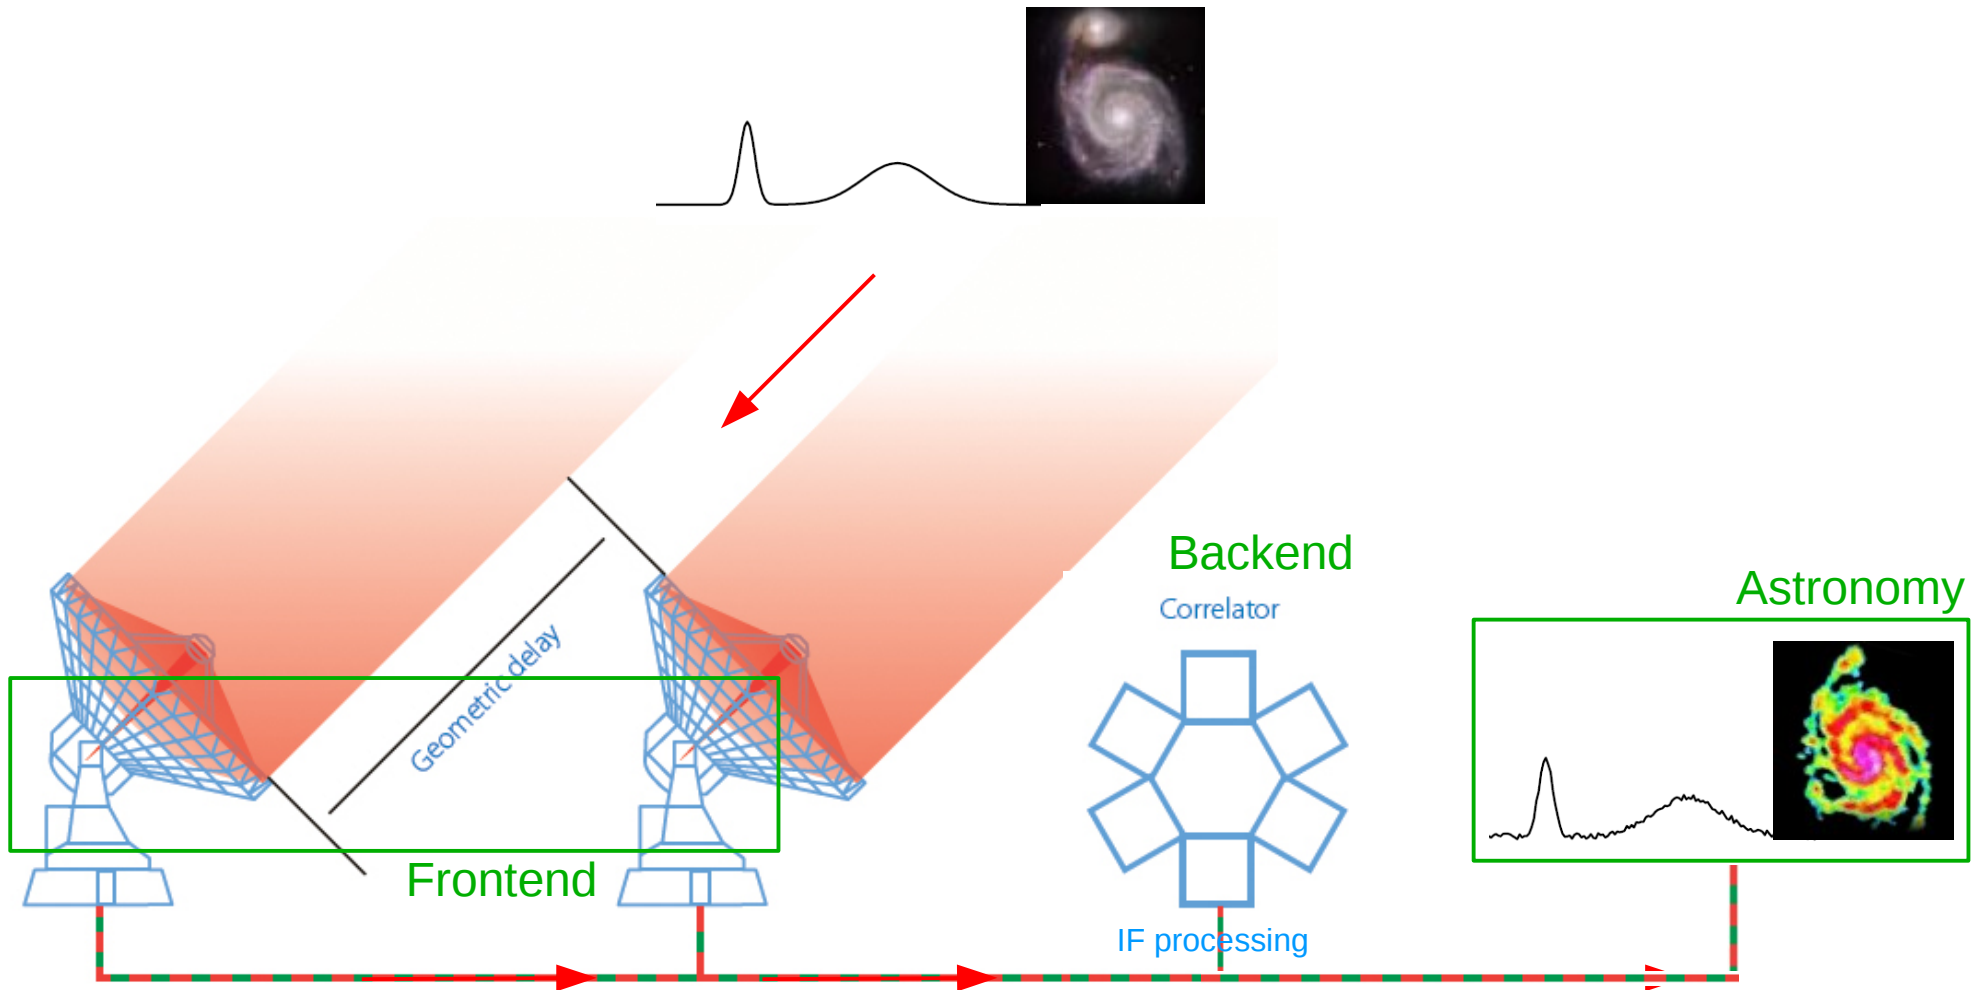 Backend
Astronomy
Correlator
Geometric delay
Frontend
IF processing